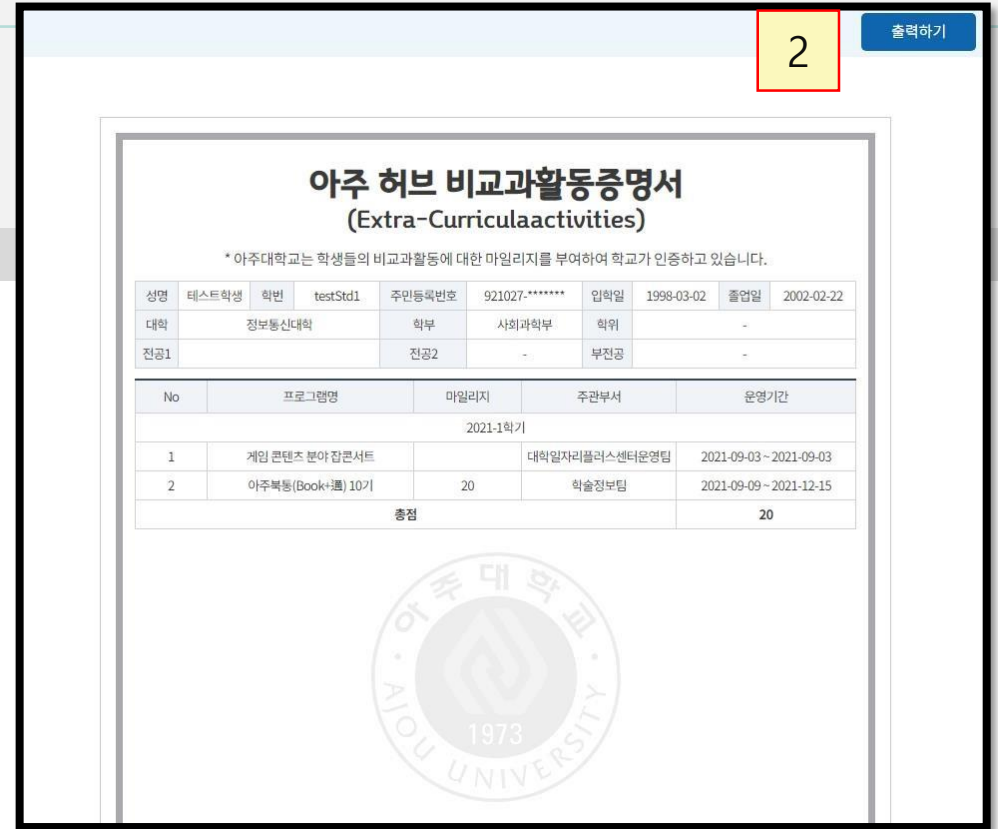 2
출력하기
아주 허브 비교과활동증명서
(Extra-Curriculaactivities)
* 아주대학교는 학생들의 비교과활동에 대한 마일리지를 부여하여 학교가 인증하고 있습니다.
성명 테스트학생 학번 testStd1 주민등록번호 921027-******* 입학일 1998-03-02 졸업일 2002-02-22
대학 정보통신대학 학부 사회과학부 학위 -
전공1 전공2 - 부전공 -
No 프로그램명 마일리지 주관부서 운영기간
2021-1학기
1 게임 콘텐츠 분야 잡콘서트 대학일자리플러스센터운영팀 2021-09-03 ~ 2021-09-03
2 아주북통(Book+通) 10기 20 학술정보팀 2021-09-09 ~ 2021-12-15
총점 20
아주대학교
1973
AJOU UNIVERSITY